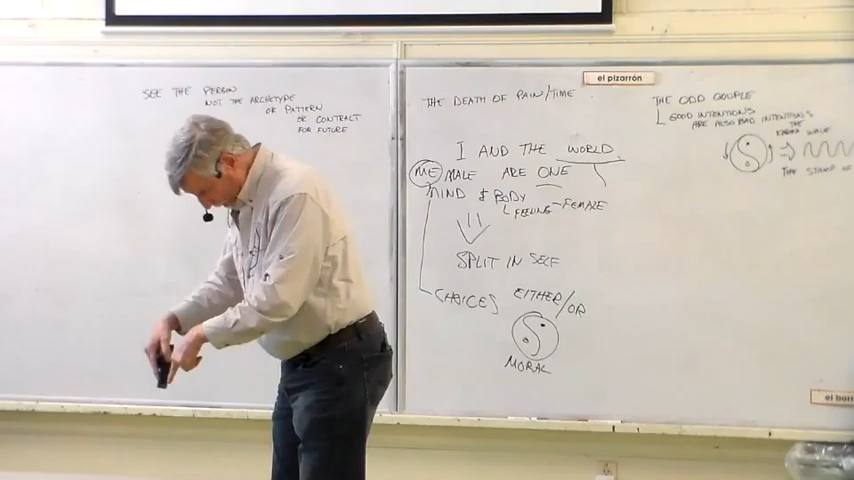 SEE THE PERSON
NOT THE ARCHETYPE
OR PATTERN
OR CONTRACT
FOR FUTURE
el pizarrón
THE DEATH OF PAIN/TIME
I AND THE WORLD
ME MALE ARE ONE
MIND & BODY
FEELING - FEMALE
SPLIT IN SELF
CHOICES EITHER/OR
MORAL
THE ODD COUPLE
GOOD INTENTIONS
ARE ALSO BAD INTENTIONS
THE
KARMA WAVE
THE STAMP OF
el borr